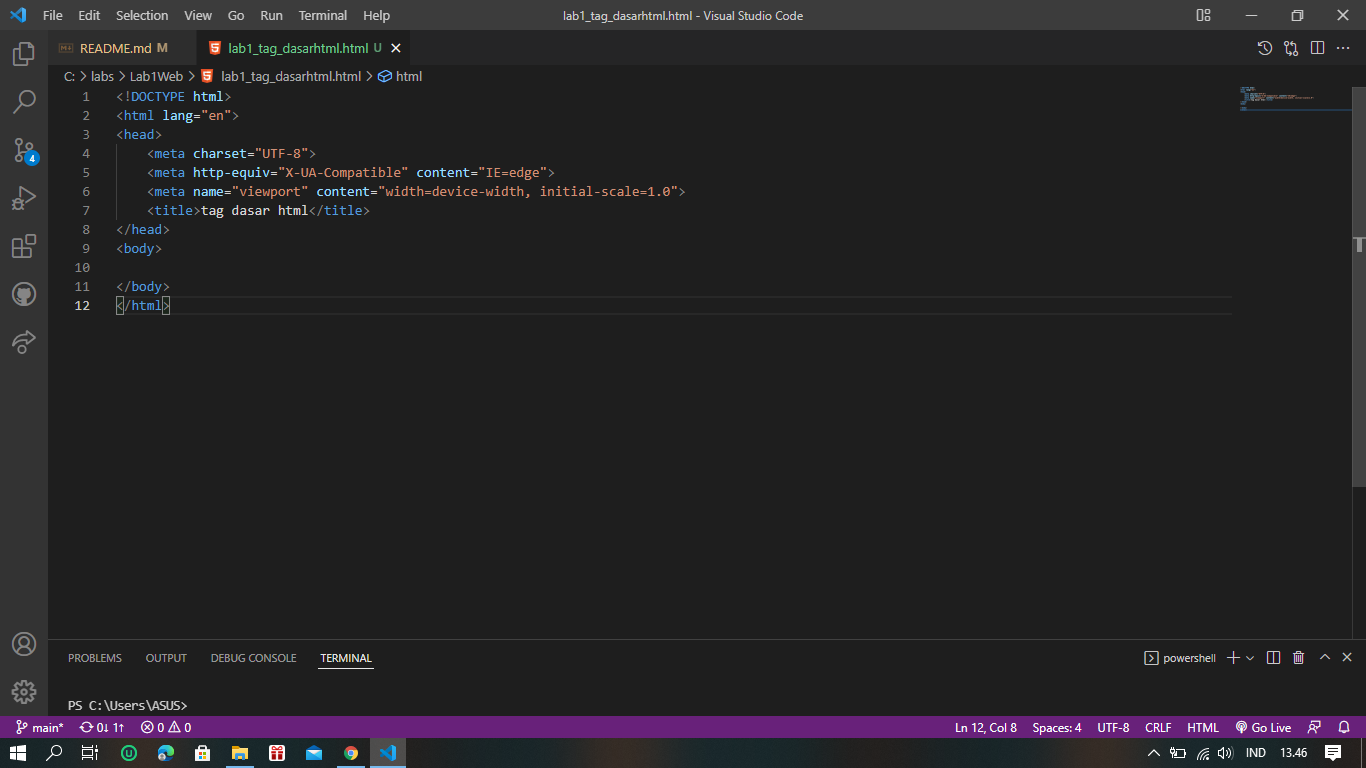 File Edit Selection View Go Run Terminal Help lab1_tag_dasarhtml.html - Visual Studio Code
README.md M lab1_tag_dasarhtml.html U
C: > labs > Lab1Web > lab1_tag_dasarhtml.html > html
1 <!DOCTYPE html>
2 <html lang="en">
3 <head>
4 <meta charset="UTF-8">
5 <meta http-equiv="X-UA-Compatible" content="IE=edge">
6 <meta name="viewport" content="width=device-width, initial-scale=1.0">
7 <title>tag dasar html</title>
8 </head>
9 <body>
10
11 </body>
12 </html>
4
PROBLEMS OUTPUT DEBUG CONSOLE TERMINAL powershell
PS C:\Users\ASUS>
main* 0↓ 1↑ 0 0 Ln 12, Col 8 Spaces: 4 UTF-8 CRLF HTML Go Live
IND 13.46